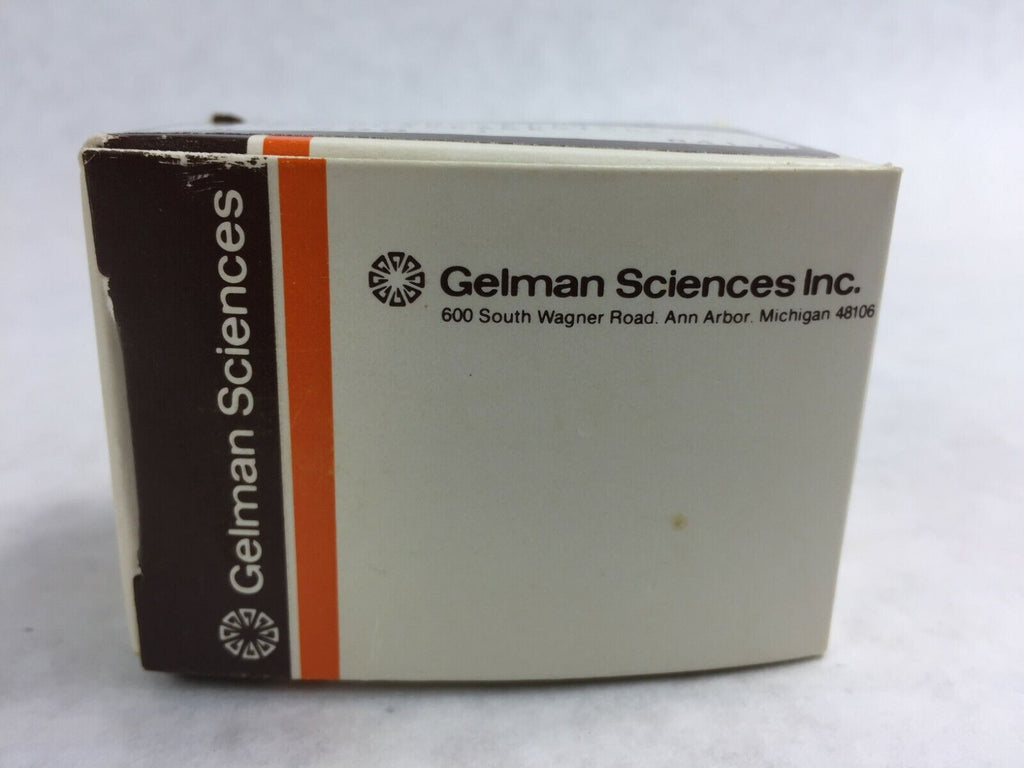 Gelman Sciences
Gelman Sciences Inc.
600 South Wagner Road. Ann Arbor. Michigan 48106